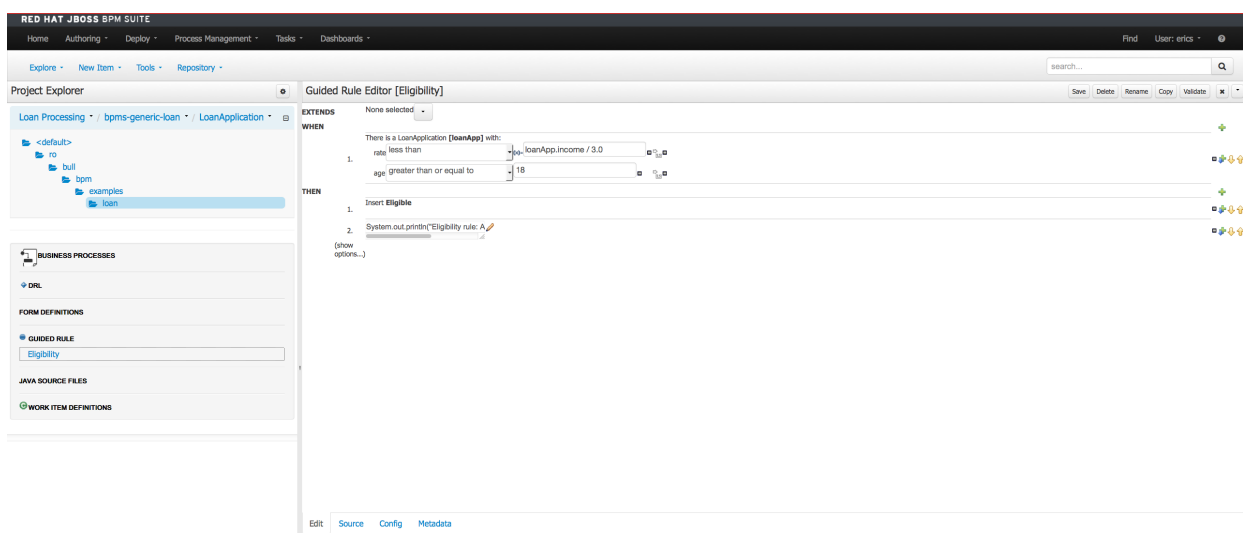 RED HAT JBOSS BPM SUITE
Home Authoring Deploy Process Management Tasks Dashboards Find User: erics
Explore New Item Tools Repository search...
Project Explorer
Loan Processing / bpms-generic-loan / LoanApplication
<default>
ro
bull
bpm
examples
loan
BUSINESS PROCESSES
DRL
FORM DEFINITIONS
GUIDED RULE
Eligibility
JAVA SOURCE FILES
WORK ITEM DEFINITIONS
Guided Rule Editor [Eligibility] Save Delete Rename Copy Validate
EXTENDS None selected
WHEN
There is a LoanApplication [loanApp] with:
1. rate less than loanApp.income / 3.0
age greater than or equal to 18
THEN
1. Insert Eligible
2. System.out.println("Eligibility rule: A
(show
options...)
Edit Source Config Metadata